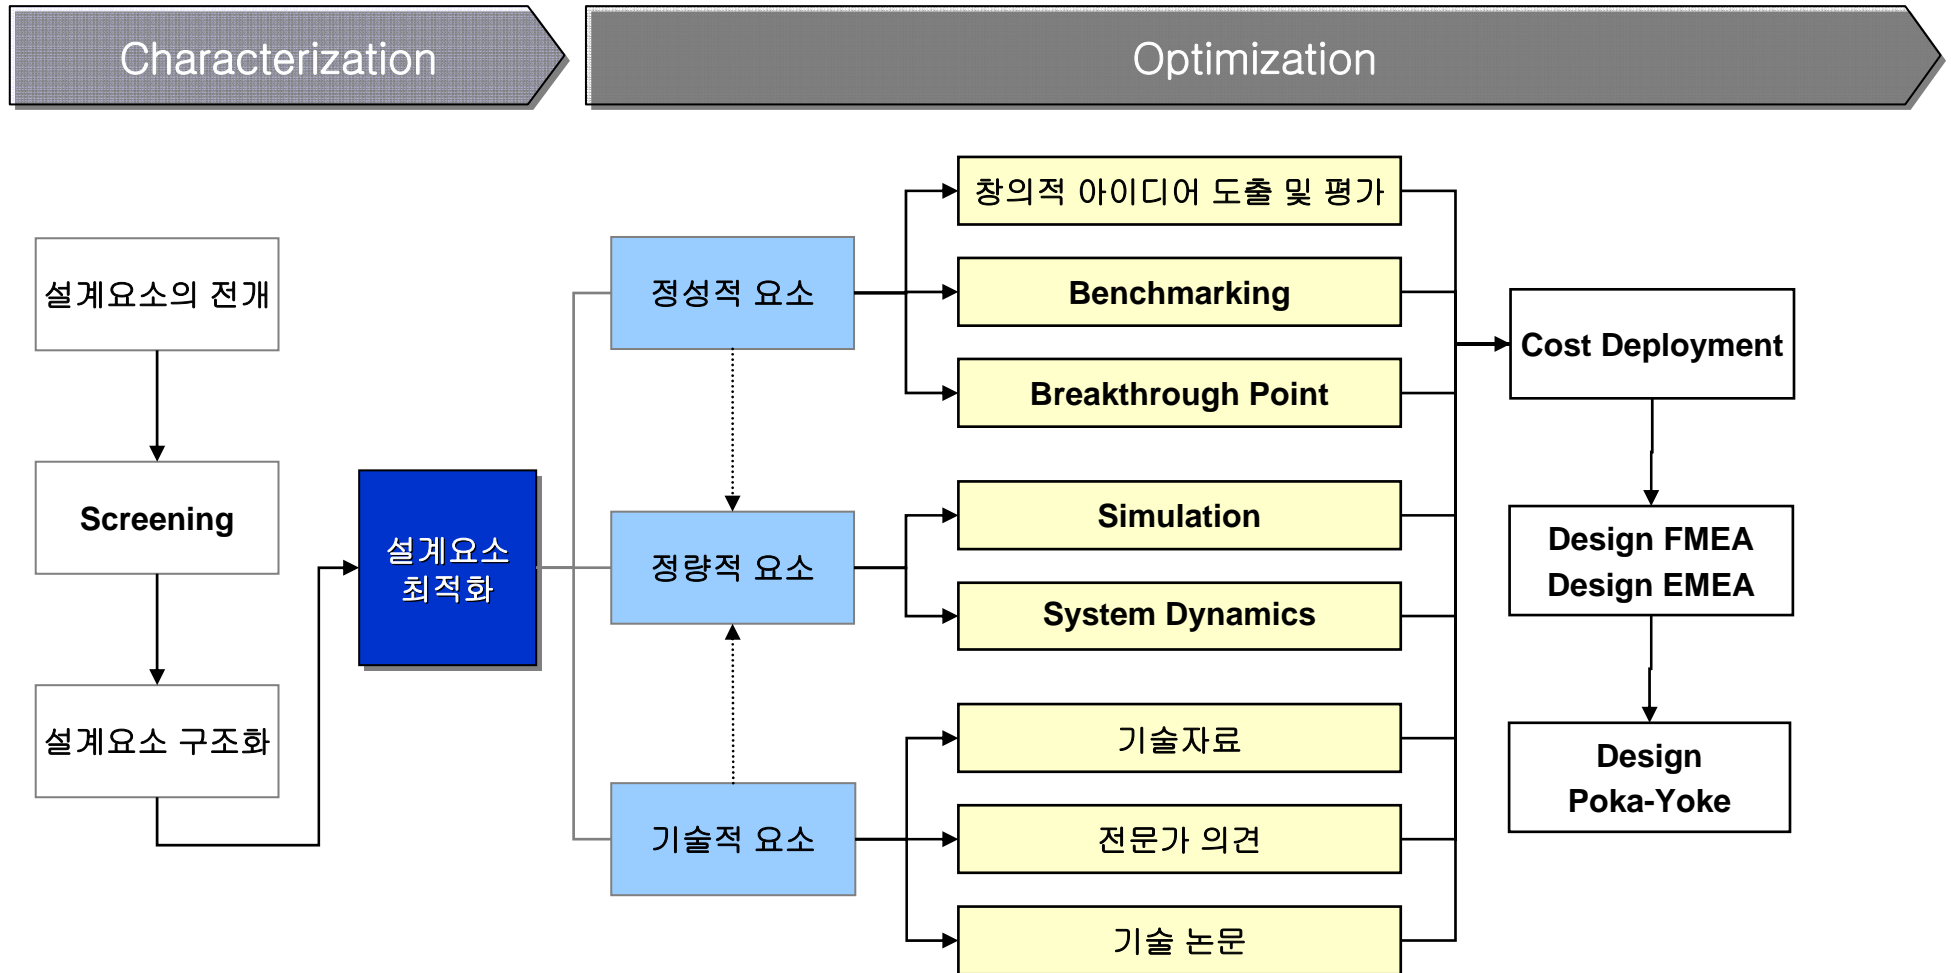 Characterization
Optimization
설계요소의 전개
Screening
설계요소 구조화
설계요소
최적화
정성적 요소
정량적 요소
기술적 요소
창의적 아이디어 도출 및 평가
Benchmarking
Breakthrough Point
Simulation
System Dynamics
기술자료
전문가 의견
기술 논문
Cost Deployment
Design FMEA
Design EMEA
Design
Poka-Yoke